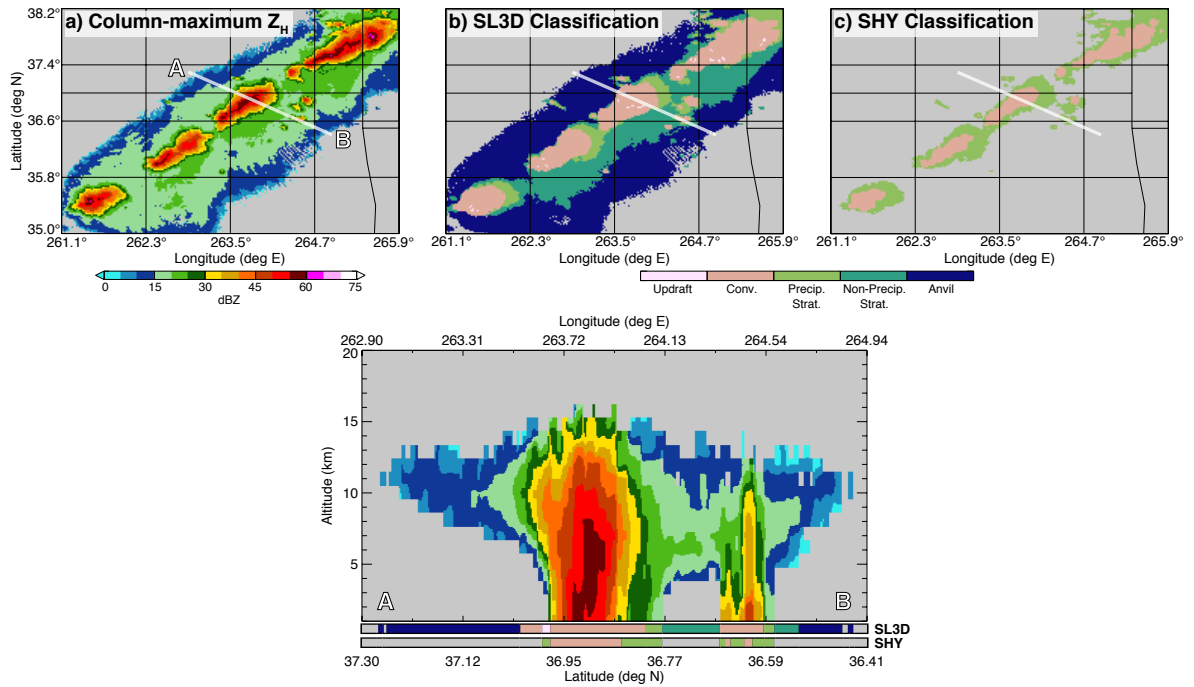 a) Column-maximum Z_H
b) SL3D Classification
c) SHY Classification
38.2°
37.4°
36.6°
35.8°
35.0°
Latitude (deg N)
A
B
261.1° 262.3° 263.5° 264.7° 265.9°
261.1° 262.3° 263.5° 264.7° 265.9°
261.1° 262.3° 263.5° 264.7° 265.9°
Longitude (deg E)
Longitude (deg E)
Longitude (deg E)
0 15 30 45 60 75
dBZ
Updraft
Conv.
Precip. Strat.
Non-Precip. Strat.
Anvil
Longitude (deg E)
262.90 263.31 263.72 264.13 264.54 264.94
20
15
10
5
Altitude (km)
A
B
SL3D
SHY
37.30 37.12 36.95 36.77 36.59 36.41
Latitude (deg N)